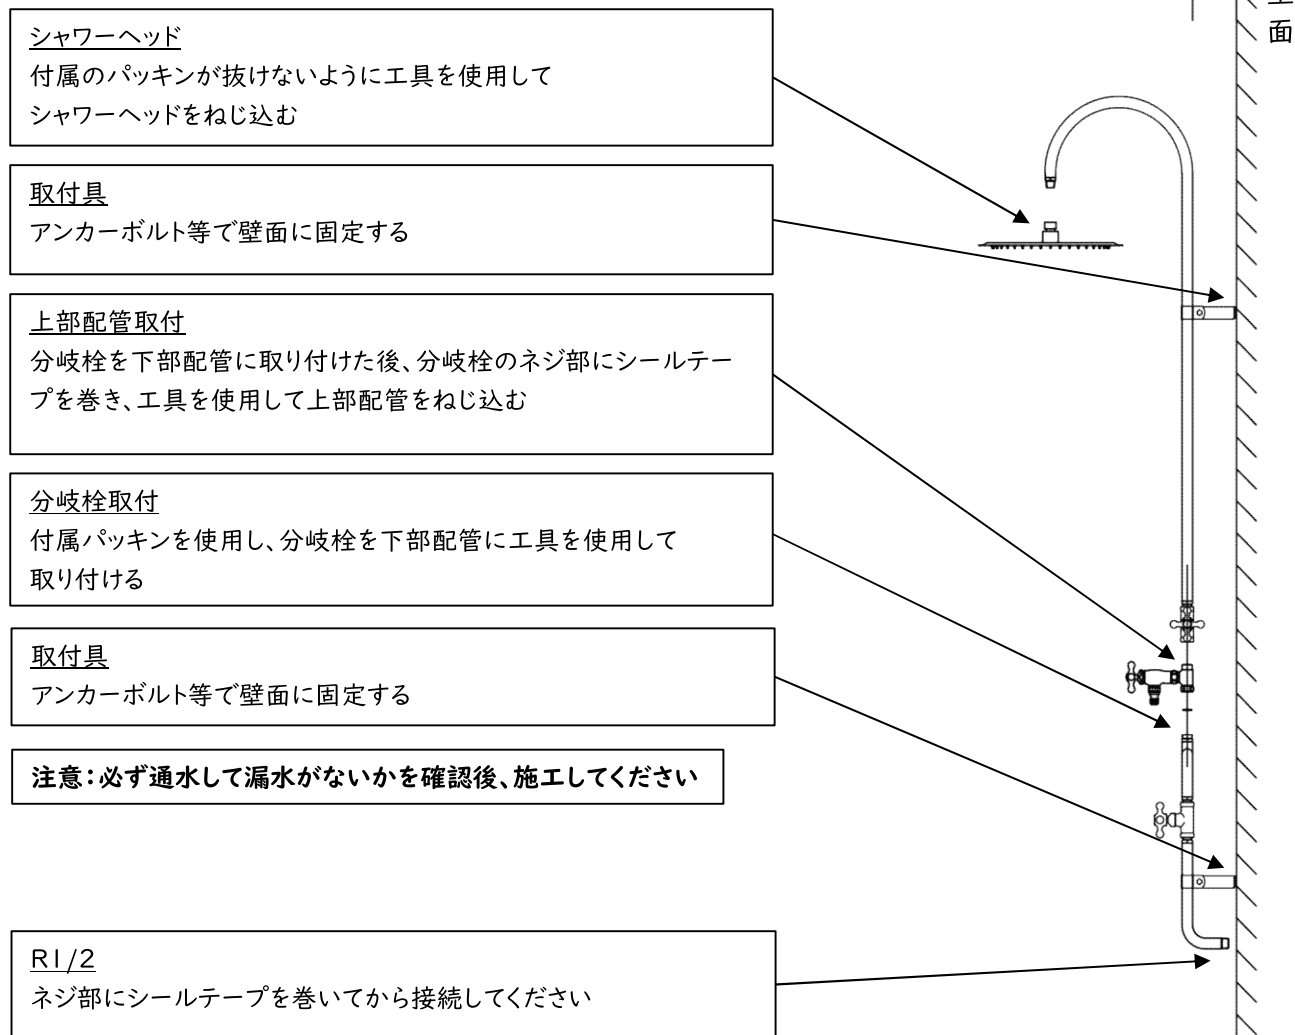 シャワーヘッド
付属のパッキンが抜けないように工具を使用して
シャワーヘッドをねじ込む
取付具
アンカーボルト等で壁面に固定する
上部配管取付
分岐栓を下部配管に取り付けた後、分岐栓のネジ部にシールテー
プを巻き、工具を使用して上部配管をねじ込む
分岐栓取付
付属パッキンを使用し、分岐栓を下部配管に工具を使用して
取り付ける
取付具
アンカーボルト等で壁面に固定する
注意：必ず通水して漏水がないかを確認後、施工してください
R1/2
ネジ部にシールテープを巻いてから接続してください
面